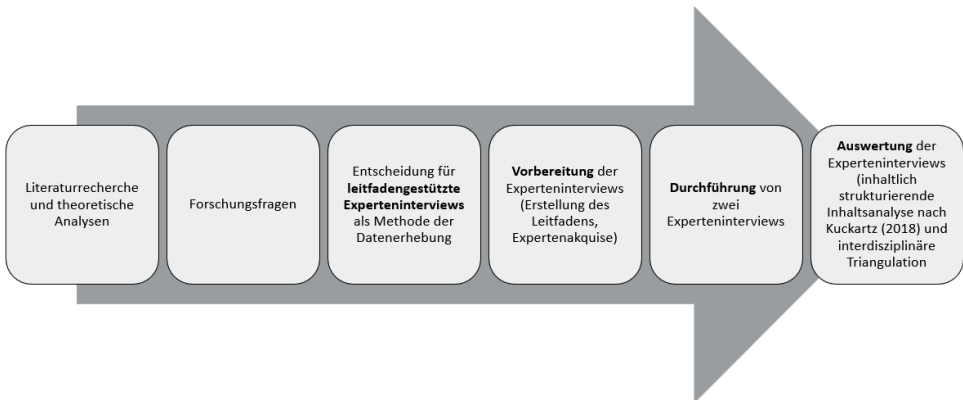 Literaturrecherche
und theoretische
Analysen
Forschungsfragen
Entscheidung für
leitfadengestützte
Experteninterviews
als Methode der
Datenerhebung
Vorbereitung der
Experteninterviews
(Erstellung des
Leitfadens,
Expertenakquise)
Durchführung von
zwei
Experteninterviews
Auswertung der
Experteninterviews
(inhaltlich
strukturierende
Inhaltsanalyse nach
Kuckartz (2018) und
interdisziplinäre
Triangulation